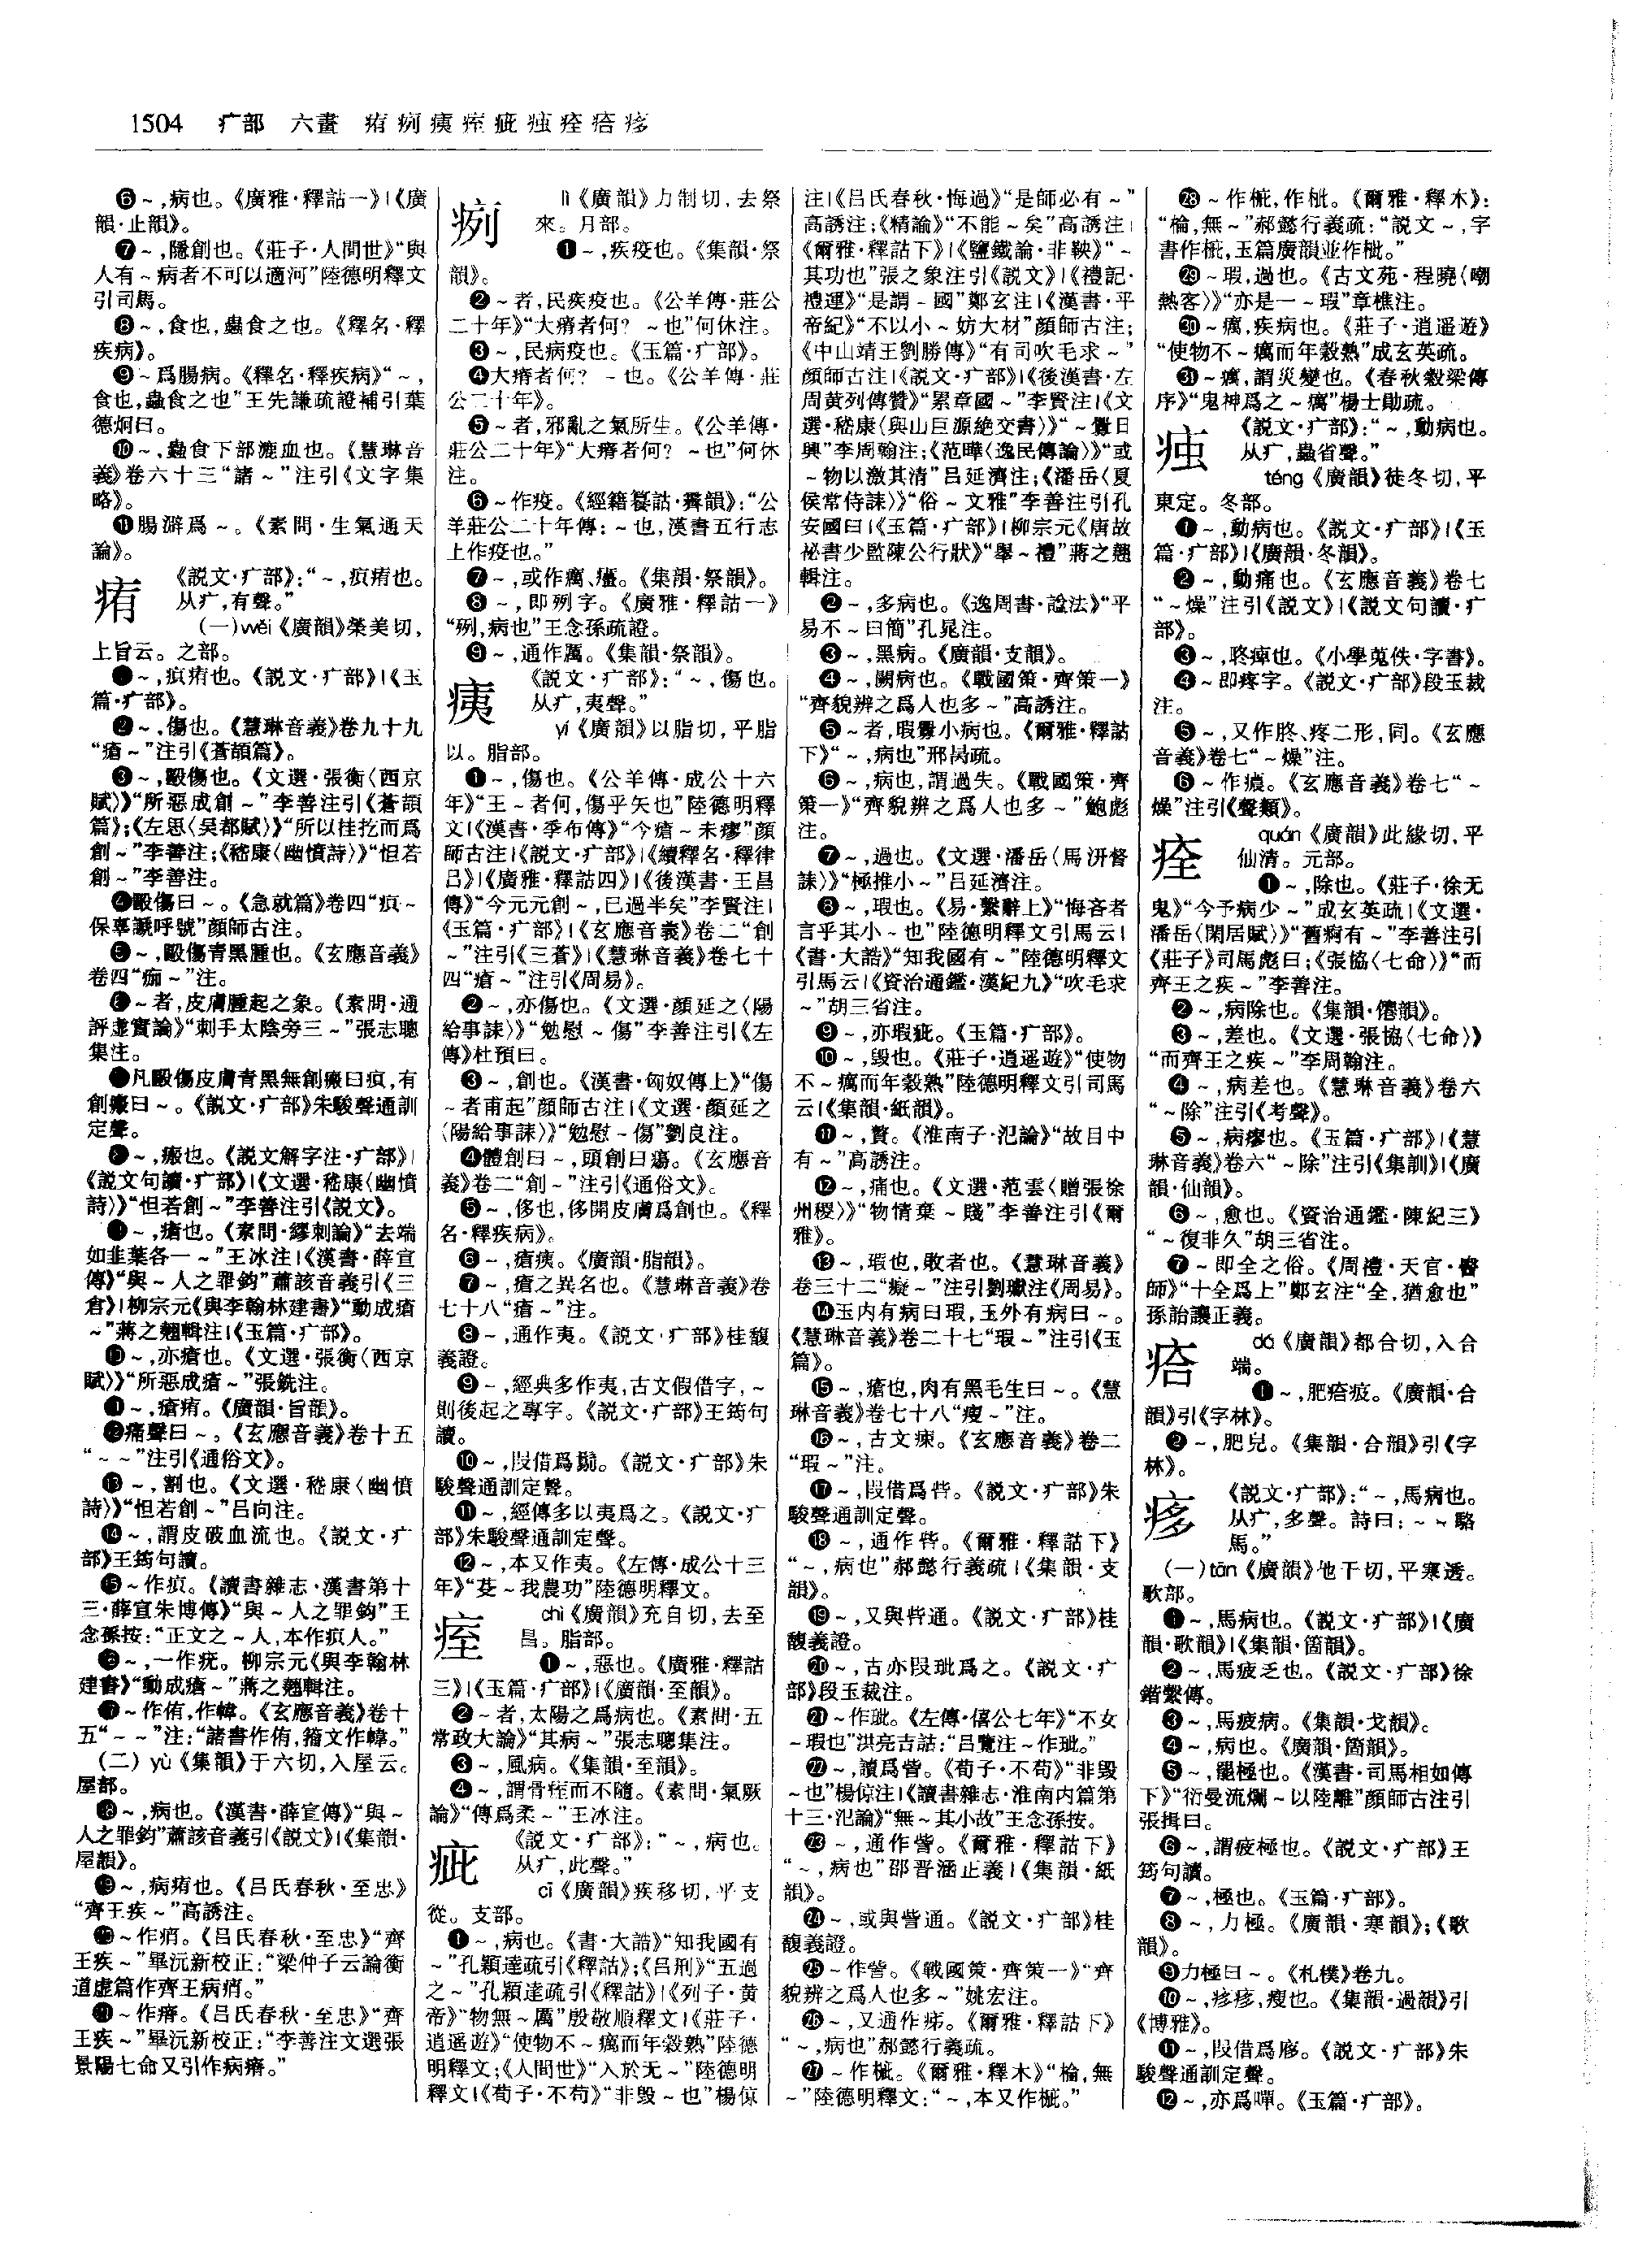 1504 疒部 六畫 痏 𤶊 痍 痓 疵 𤵸 痊 㾑 痑
❻~,病也。《廣雅·釋詁一》|《廣
韻·止韻》。
❼~,隱創也。《莊子·人間世》“與
人有~病者不可以適河”陸德明釋文
引司馬。
❽~,食也,蟲食之也。《釋名·釋
疾病》。
❾~爲腸病。《釋名·釋疾病》“~,
食也,蟲食之也”王先謙疏證補引葉
德炯曰。
❿~,蟲食下部瀝血也。《慧琳音
義》卷六十三“諸~”注引《文字集
略》。
⓫腸澼爲~。《素問·生氣通天
論》。
痏 《説文·疒部》:“~,疻痏也。
从疒,有聲。”
(一)wěi《廣韻》榮美切,
上旨云。之部。
❶~,疻痏也。《説文·疒部》|《玉
篇·疒部》。
❷~,傷也。《慧琳音義》卷九十九
“瘡~”注引《蒼頡篇》。
❸~,毆傷也。《文選·張衡〈西京
賦〉》“所惡成創~”李善注引《蒼頡
篇》;《左思〈吴都賦〉》“所以挂扢而爲
創~”李善注;《嵇康〈幽憤詩〉》“怛若
創~”李善注。
❹毆傷曰~。《急就篇》卷四“疻~
保辜謕呼號”顔師古注。
❺~,毆傷青黑腫也。《玄應音義》
卷四“痂~”注。
❻~者,皮膚腫起之象。《素問·通
評虚實論》“刺手太陰旁三~”張志聰
集注。
❼凡毆傷皮膚青黑無創瘢曰疻,有
創瘢曰~。《説文·疒部》朱駿聲通訓
定聲。
❽~,瘢也。《説文解字注·疒部》|
《説文句讀·疒部》|《文選·嵇康〈幽憤
詩〉》“怛若創~”李善注引《説文》。
❾~,瘡也。《素問·繆刺論》“去端
如韭葉各一~”王冰注|《漢書·薛宣
傳》“與~人之罪鈞”蕭該音義引《三
倉》|柳宗元《與李翰林建書》“動成瘡
~”蔣之翹輯注|《玉篇·疒部》。
❿~,亦瘡也。《文選·張衡〈西京
賦〉》“所惡成瘡~”張銑注。
⓫~,瘡痏。《廣韻·旨韻》。
⓬痛聲曰~。《玄應音義》卷十五
“~~”注引《通俗文》。
⓭~,割也。《文選·嵇康〈幽憤
詩〉》“怛若創~”吕向注。
⓮~,謂皮破血流也。《説文·疒
部》王筠句讀。
⓯~作疻。《讀書雜志·漢書第十
三·薛宣朱博傳》“與~人之罪鈞”王
念孫按:“正文之~人,本作疻人。”
⓰~,一作疣。柳宗元《與李翰林
建書》“動成瘡~”蔣之翹輯注。
⓱~作侑,作㡡。《玄應音義》卷十
五“~~”注:“諸書作侑,籀文作㡡。”
(二)yù《集韻》于六切,入屋云。
屋部。
⓲~,病也。《漢書·薛宣傳》“與~
人之罪鈞”蕭該音義引《説文》|《集韻·
屋韻》。
⓳~,病痏也。《吕氏春秋·至忠》
“齊王疾~”高誘注。
⓴~作痟。《吕氏春秋·至忠》“齊
王疾~”畢沅新校正:“梁仲子云論衡
道虚篇作齊王病痟。”
㉑~作瘠。《吕氏春秋·至忠》“齊
王疾~”畢沅新校正:“李善注文選張
景陽七命又引作病瘠。”
𤶊 lì《廣韻》力制切,去祭
來。月部。
❶~,疾疫也。《集韻·祭
韻》。
❷~者,民疾疫也。《公羊傳·莊公
二十年》“大瘠者何?~也”何休注。
❸~,民病疫也。《玉篇·疒部》。
❹大瘠者何?~也。《公羊傳·莊
公二十年》。
❺~者,邪亂之氣所生。《公羊傳·
莊公二十年》“大瘠者何?~也”何休
注。
❻~作疫。《經籍籑詁·霽韻》:“公
羊莊公二十年傳:~也,漢書五行志
上作疫也。”
❼~,或作癘、㿑。《集韻·祭韻》。
❽~,即𣧿字。《廣雅·釋詁一》
“𣧿,病也”王念孫疏證。
❾~,通作厲。《集韻·祭韻》。
痍 《説文·疒部》:“~,傷也。
从疒,夷聲。”
yí《廣韻》以脂切,平脂
以。脂部。
❶~,傷也。《公羊傳·成公十六
年》“王~者何,傷乎矢也”陸德明釋
文|《漢書·季布傳》“今瘡~未瘳”顔
師古注|《説文·疒部》|《續釋名·釋律
吕》|《廣雅·釋詁四》|《後漢書·王昌
傳》“今元元創~,已過半矣”李賢注|
《玉篇·疒部》|《玄應音義》卷二“創
~”注引《三蒼》|《慧琳音義》卷七十
四“瘡~”注引《周易》。
❷~,亦傷也。《文選·顔延之〈陽
給事誄〉》“勉慰~傷”李善注引《左
傳》杜預曰。
❸~,創也。《漢書·匈奴傳上》“傷
~者甫起”顔師古注|《文選·顔延之
〈陽給事誄〉》“勉慰~傷”劉良注。
❹體創曰~,頭創曰瘍。《玄應音
義》卷二“創~”注引《通俗文》。
❺~,侈也,侈開皮膚爲創也。《釋
名·釋疾病》。
❻~,瘡痍。《廣韻·脂韻》。
❼~,瘡之異名也。《慧琳音義》卷
七十八“瘡~”注。
❽~,通作夷。《説文·疒部》桂馥
義證。
❾~,經典多作夷,古文假借字,~
則後起之專字。《説文·疒部》王筠句
讀。
❿~,叚借爲鬀。《説文·疒部》朱
駿聲通訓定聲。
⓫~,經傳多以夷爲之。《説文·疒
部》朱駿聲通訓定聲。
⓬~,本又作夷。《左傳·成公十三
年》“芟~我農功”陸德明釋文。
痓 chì《廣韻》充自切,去至
昌。脂部。
❶~,惡也。《廣雅·釋詁
三》|《玉篇·疒部》|《廣韻·至韻》。
❷~者,太陽之爲病也。《素問·五
常政大論》“其病~”張志聰集注。
❸~,風病。《集韻·至韻》。
❹~,謂骨痓而不隨。《素問·氣厥
論》“傳爲柔~”王冰注。
疵 《説文·疒部》:“~,病也。
从疒,此聲。”
cī《廣韻》疾移切,平支
從。支部。
❶~,病也。《書·大誥》“知我國有
~”孔穎達疏引《釋詁》;《吕刑》“五過
之~”孔穎達疏引《釋詁》|《列子·黄
帝》“物無~厲”殷敬順釋文|《莊子·
逍遥遊》“使物不~癘而年穀熟”陸德
明釋文;《人間世》“入於无~”陸德明
釋文|《荀子·不苟》“非毁~也”楊倞
注|《吕氏春秋·悔過》“是師必有~”
高誘注;《精諭》“不能~矣”高誘注|
《爾雅·釋詁下》|《鹽鐵論·非鞅》“~
其功也”張之象注引《説文》|《禮記·
禮運》“是謂~國”鄭玄注|《漢書·平
帝紀》“不以小~妨大材”顔師古注;
《中山靖王劉勝傳》“有司吹毛求~”
顔師古注|《説文·疒部》|《後漢書·左
周黄列傳贊》“累章國~”李賢注|《文
選·嵇康〈與山巨源絶交書〉》“~釁日
興”李周翰注;《范曄〈逸民傳論〉》“或
~物以激其清”吕延濟注;《潘岳〈夏
侯常侍誄〉》“俗~文雅”李善注引孔
安國曰|《玉篇·疒部》|柳宗元《唐故
祕書少監陳公行狀》“舉~禮”蔣之翹
輯注。
❷~,多病也。《逸周書·謚法》“平
易不~曰簡”孔晁注。
❸~,黑病。《廣韻·支韻》。
❹~,闕病也。《戰國策·齊策一》
“齊貌辨之爲人也多~”高誘注。
❺~者,瑕釁小病也。《爾雅·釋詁
下》“~,病也”邢昺疏。
❻~,病也,謂過失。《戰國策·齊
策一》“齊貌辨之爲人也多~”鮑彪
注。
❼~,過也。《文選·潘岳〈馬汧督
誄〉》“極推小~”吕延濟注。
❽~,瑕也。《易·繫辭上》“悔吝者
言乎其小~也”陸德明釋文引馬云|
《書·大誥》“知我國有~”陸德明釋文
引馬云|《資治通鑑·漢紀九》“吹毛求
~”胡三省注。
❾~,亦瑕疵。《玉篇·疒部》。
❿~,毁也。《莊子·逍遥遊》“使物
不~癘而年穀熟”陸德明釋文引司馬
云|《集韻·紙韻》。
⓫~,贅。《淮南子·氾論》“故目中
有~”高誘注。
⓬~,痛也。《文選·范雲〈贈張徐
州稷〉》“物情棄~賤”李善注引《爾
雅》。
⓭~,瑕也,敗者也。《慧琳音義》
卷三十二“癡~”注引劉瓛注《周易》。
⓮玉内有病曰瑕,玉外有病曰~。
《慧琳音義》卷二十七“瑕~”注引《玉
篇》。
⓯~,瘡也,肉有黑毛生曰~。《慧
琳音義》卷七十八“瘦~”注。
⓰~,古文㾊。《玄應音義》卷二
“瑕~”注。
⓱~,叚借爲呰。《説文·疒部》朱
駿聲通訓定聲。
⓲~,通作呰。《爾雅·釋詁下》
“~,病也”郝懿行義疏|《集韻·支
韻》。
⓳~,又與呰通。《説文·疒部》桂
馥義證。
⓴~,古亦叚玼爲之。《説文·疒
部》段玉裁注。
㉑~作玼。《左傳·僖公七年》“不女
~瑕也”洪亮吉詁:“吕覽注~作玼。”
㉒~,讀爲訾。《荀子·不苟》“非毁
~也”楊倞注|《讀書雜志·淮南内篇第
十三·氾論》“無~其小故”王念孫按。
㉓~,通作訾。《爾雅·釋詁下》
“~,病也”邵晉涵正義|《集韻·紙
韻》。
㉔~,或與訾通。《説文·疒部》桂
馥義證。
㉕~作訾。《戰國策·齊策一》“齊
貌辨之爲人也多~”姚宏注。
㉖~,又通作㾊。《爾雅·釋詁下》
“~,病也”郝懿行義疏。
㉗~作榹。《爾雅·釋木》“棆,無
~”陸德明釋文:“~,本又作榹。”
㉘~作榹,作枇。《爾雅·釋木》:
“棆,無~”郝懿行義疏:“説文~,字
書作榹,玉篇廣韻並作枇。”
㉙~瑕,過也。《古文苑·程曉〈嘲
熱客〉》“亦是一~瑕”章樵注。
㉚~癘,疾病也。《莊子·逍遥遊》
“使物不~癘而年穀熟”成玄英疏。
㉛~癘,謂災變也。《春秋穀梁傳
序》“鬼神爲之~癘”楊士勛疏。
𤵸 《説文·疒部》:“~,動病也。
从疒,蟲省聲。”
téng《廣韻》徒冬切,平
東定。冬部。
❶~,動病也。《説文·疒部》|《玉
篇·疒部》|《廣韻·冬韻》。
❷~,動痛也。《玄應音義》卷七
“~燥”注引《説文》|《説文句讀·疒
部》。
❸~,胮痺也。《小學蒐佚·字書》。
❹~即疼字。《説文·疒部》段玉裁
注。
❺~,又作胮、疼二形,同。《玄應
音義》卷七“~燥”注。
❻~作㿋。《玄應音義》卷七“~
燥”注引《聲類》。
痊 quán《廣韻》此緣切,平
仙清。元部。
❶~,除也。《莊子·徐无
鬼》“今予病少~”成玄英疏|《文選·
潘岳〈閑居賦〉》“舊痾有~”李善注引
《莊子》司馬彪曰;《張協〈七命〉》“而
齊王之疾~”李善注。
❷~,病除也。《集韻·僊韻》。
❸~,差也。《文選·張協〈七命〉》
“而齊王之疾~”李周翰注。
❹~,病差也。《慧琳音義》卷六
“~除”注引《考聲》。
❺~,病瘳也。《玉篇·疒部》|《慧
琳音義》卷六“~除”注引《集訓》|《廣
韻·仙韻》。
❻~,愈也。《資治通鑑·陳紀三》
“~復非久”胡三省注。
❼~即全之俗。《周禮·天官·醫
師》“十全爲上”鄭玄注“全,猶愈也”
孫詒讓正義。
㾑 dá《廣韻》都合切,入合
端。
❶~,肥㾑㽺。《廣韻·合
韻》引《字林》。
❷~,肥皃。《集韻·合韻》引《字
林》。
痑 《説文·疒部》:“~,馬病也。
从疒,多聲。詩曰:~~駱
馬。”
(一)tān《廣韻》他干切,平寒透。
歌部。
❶~,馬病也。《説文·疒部》|《廣
韻·歌韻》|《集韻·箇韻》。
❷~,馬疲乏也。《説文·疒部》徐
鍇繫傳。
❸~,馬疲病。《集韻·戈韻》。
❹~,病也。《廣韻·箇韻》。
❺~,罷極也。《漢書·司馬相如傳
下》“衍曼流爛~以陸離”顔師古注引
張揖曰。
❻~,謂疲極也。《説文·疒部》王
筠句讀。
❼~,極也。《玉篇·疒部》。
❽~,力極。《廣韻·寒韻》;《歌
韻》。
❾力極曰~。《札樸》卷九。
❿~,痑痑,瘦也。《集韻·過韻》引
《博雅》。
⓫~,叚借爲㢋。《説文·疒部》朱
駿聲通訓定聲。
⓬~,亦爲嘽。《玉篇·疒部》。